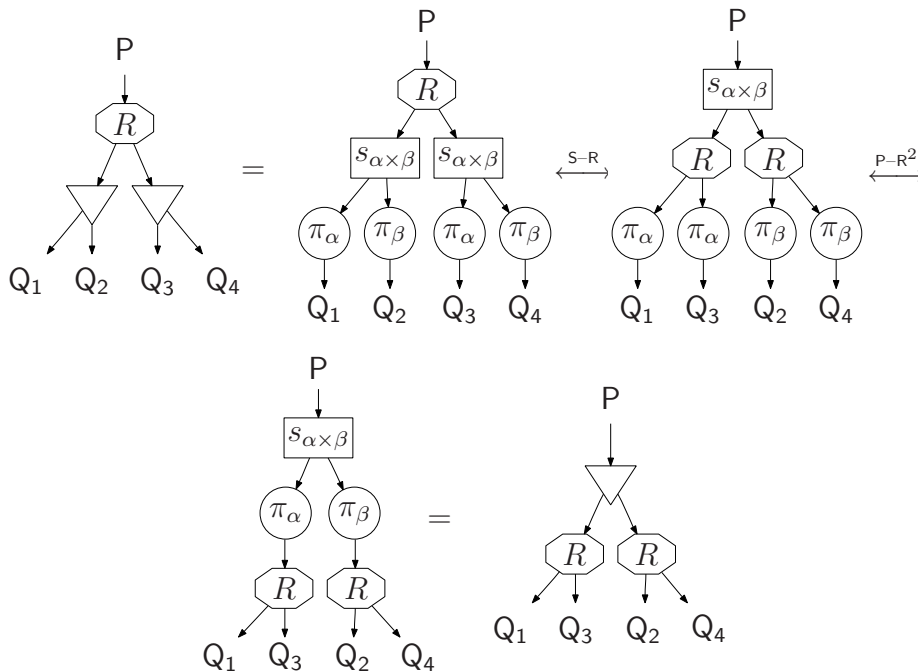 P P P
R R s_{α×β}
= s_{α×β} s_{α×β} S–R R R P–R²
π_α π_β π_α π_β π_α π_α π_β π_β
Q₁ Q₂ Q₃ Q₄ Q₁ Q₂ Q₃ Q₄ Q₁ Q₃ Q₂ Q₄
P P
s_{α×β}
π_α π_β =
R R R R
Q₁ Q₃ Q₂ Q₄ Q₁ Q₃ Q₂ Q₄